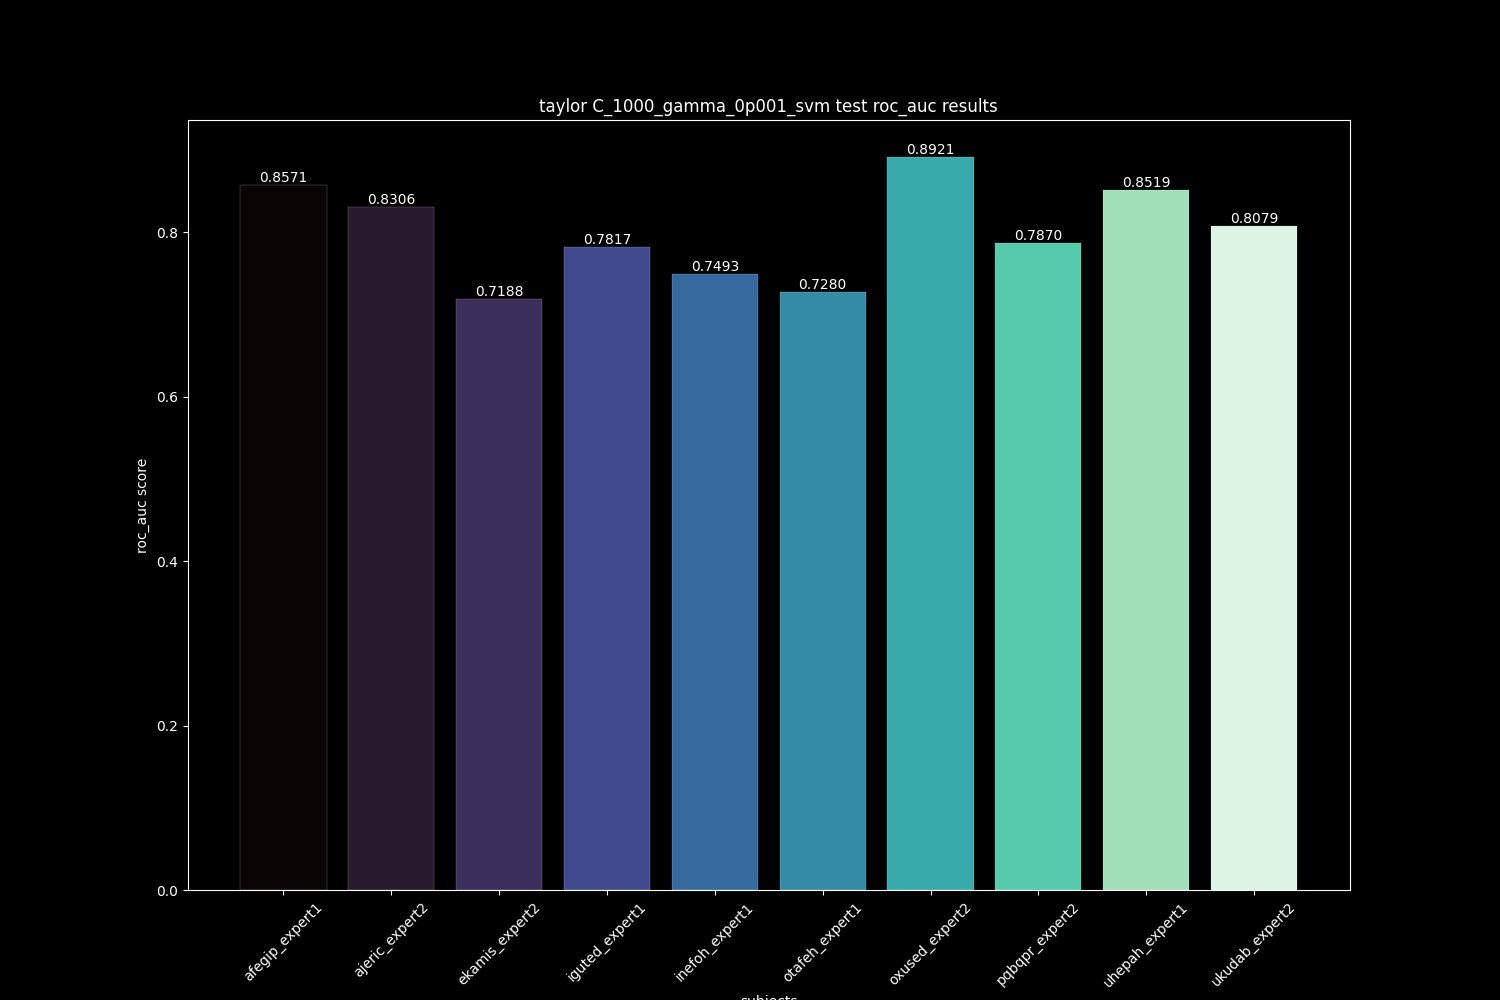 taylor C_1000_gamma_0p001_svm test roc_auc results
0.8921
0.8571
0.8519
0.8306
0.8079
0.7870
0.7817
0.7493
0.7280
0.7188
0.8
0.6
0.4
0.2
0.0
roc_auc score
afegip_expert1
ajeric_expert2
ekamis_expert2
iguted_expert1
inefoh_expert1
otafeh_expert1
oxused_expert2
pqbqpr_expert2
uhepah_expert1
ukudab_expert2
subjects